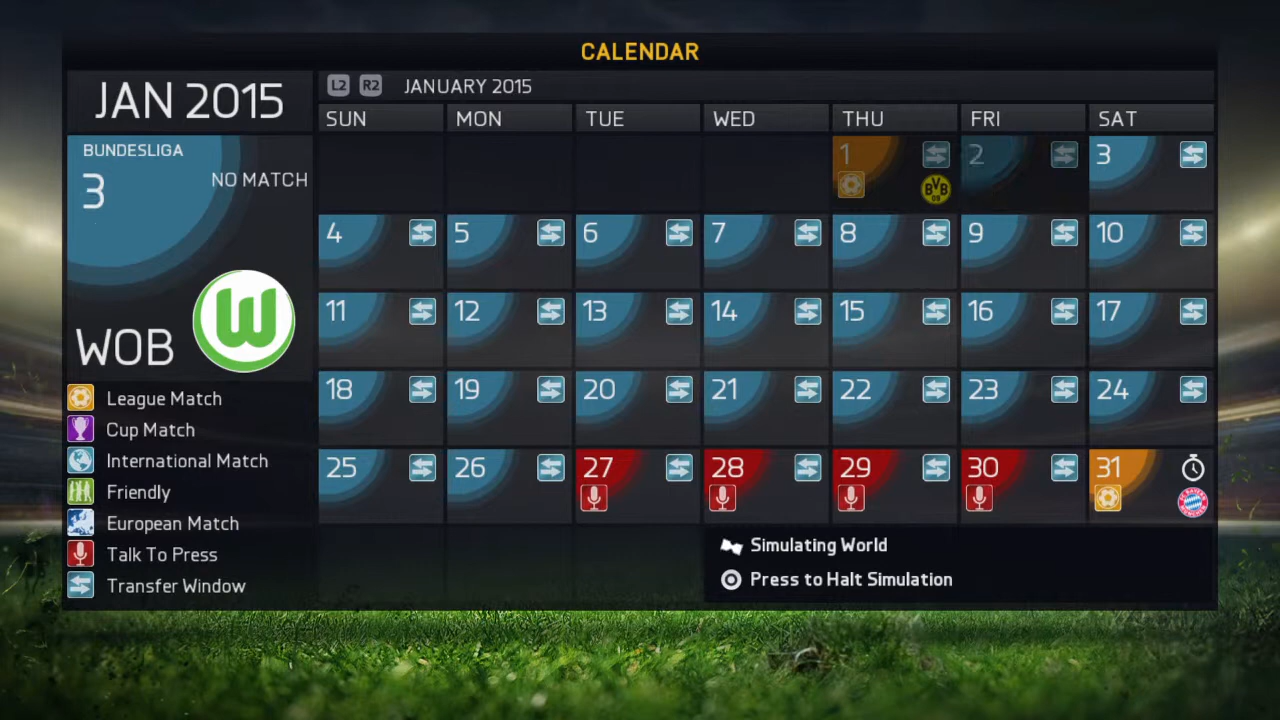 CALENDAR
JAN 2015
L2 R2 JANUARY 2015
SUN MON TUE WED THU FRI SAT
BUNDESLIGA
3
NO MATCH
WOB
1 2 3
BVB
09
4 5 6 7 8 9 10
11 12 13 14 15 16 17
18 19 20 21 22 23 24
25 26 27 28 29 30 31
League Match
Cup Match
International Match
Friendly
European Match
Talk To Press
Transfer Window
Simulating World
Press to Halt Simulation